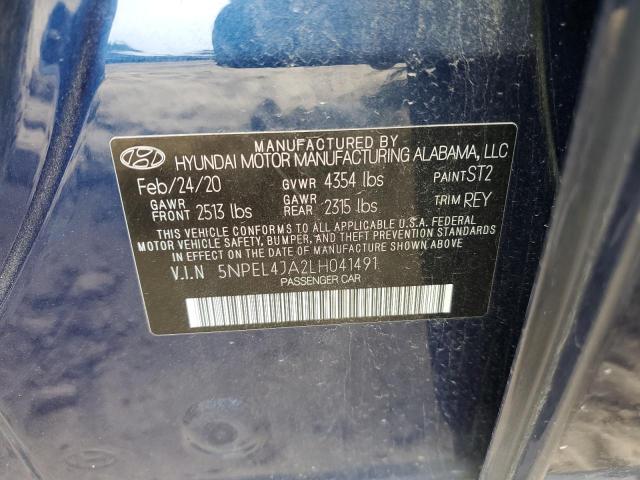 MANUFACTURED BY
HYUNDAI MOTOR MANUFACTURING ALABAMA, LLC
Feb/24/20 GVWR 4354 lbs PAINT ST2
GAWR FRONT 2513 lbs GAWR REAR 2315 lbs TRIM REY
THIS VEHICLE CONFORMS TO ALL APPLICABLE U.S.A. FEDERAL
MOTOR VEHICLE SAFETY, BUMPER, AND THEFT PREVENTION STANDARDS
IN EFFECT ON THE DATE OF MANUFACTURE SHOWN ABOVE.
V.I.N 5NPEL4JA2LH041491
PASSENGER CAR